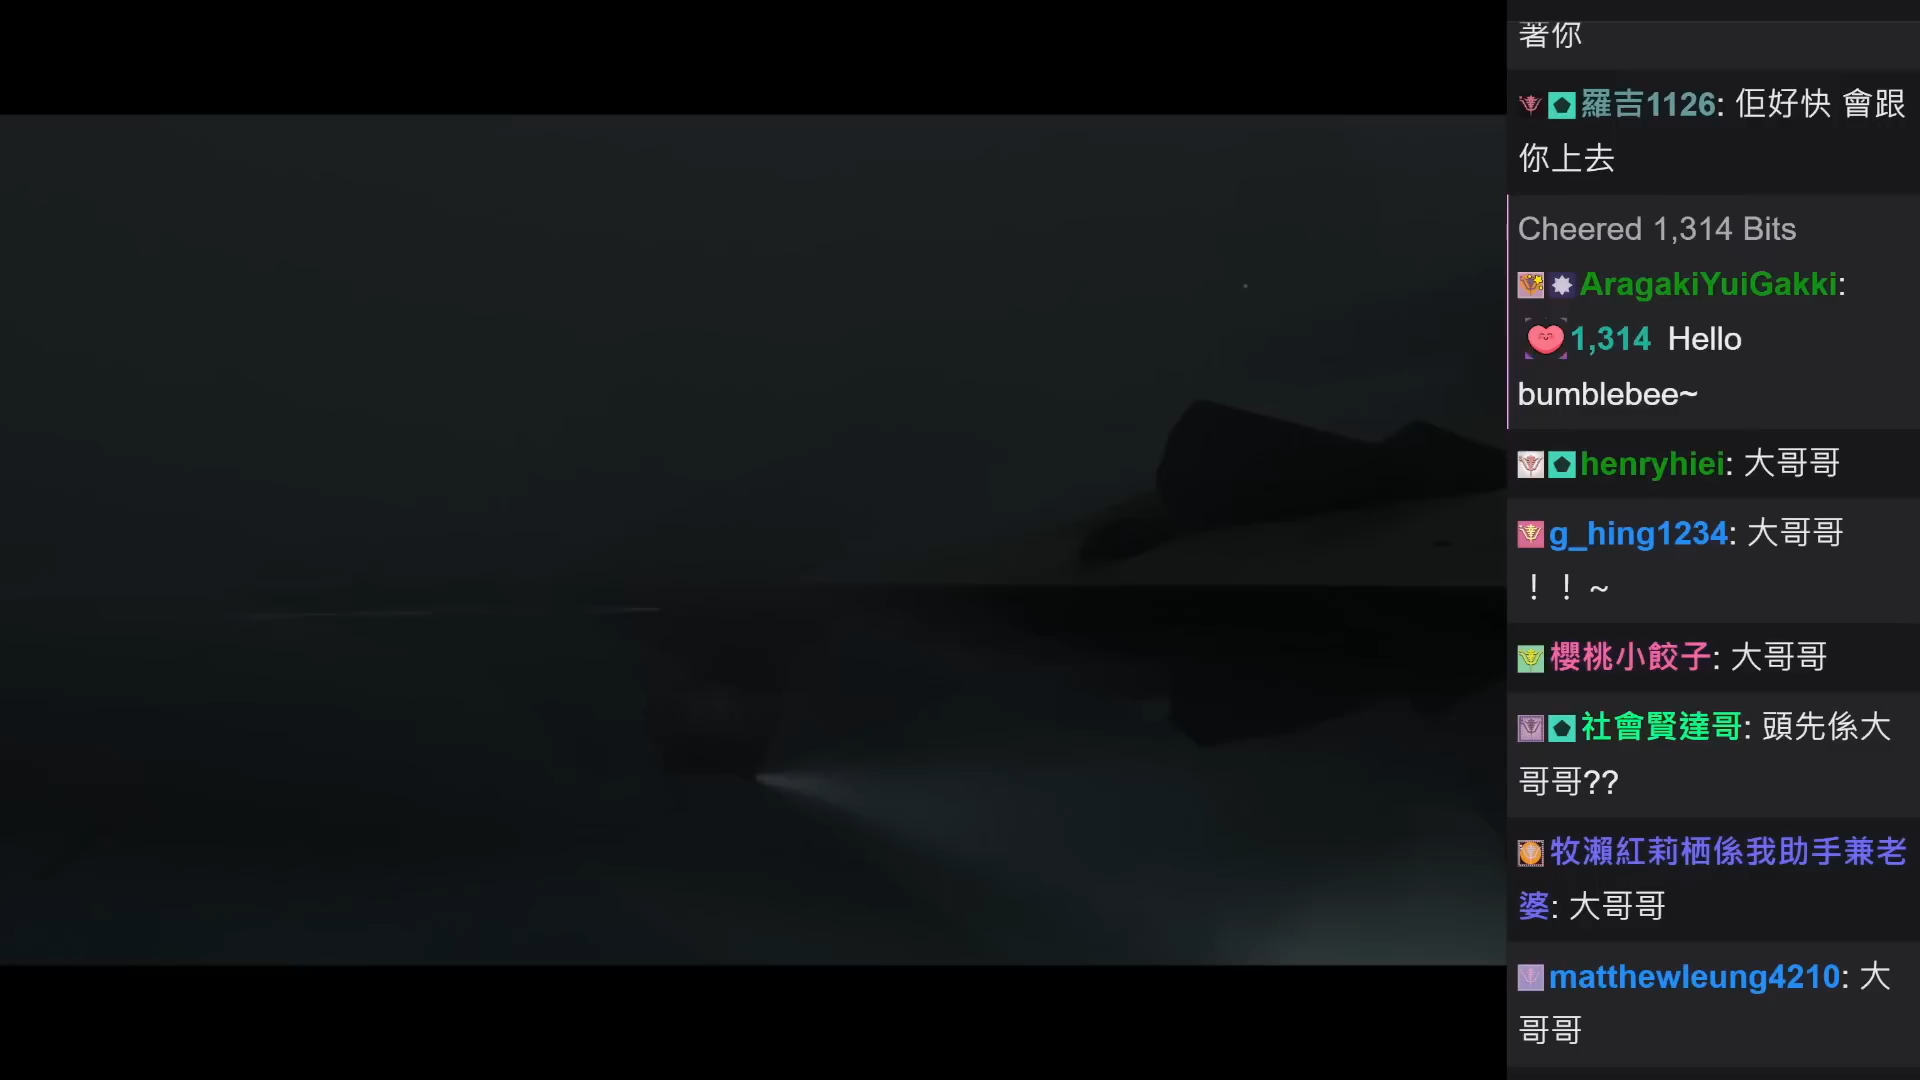 著你
羅吉1126: 佢好快 會跟
你上去
Cheered 1,314 Bits
AragakiYuiGakki:
1,314 Hello
bumblebee~
henryhiei: 大哥哥
g_hing1234: 大哥哥
！！~
櫻桃小餃子: 大哥哥
社會賢達哥: 頭先係大
哥哥??
牧瀨紅莉栖係我助手兼老
婆: 大哥哥
matthewleung4210: 大
哥哥